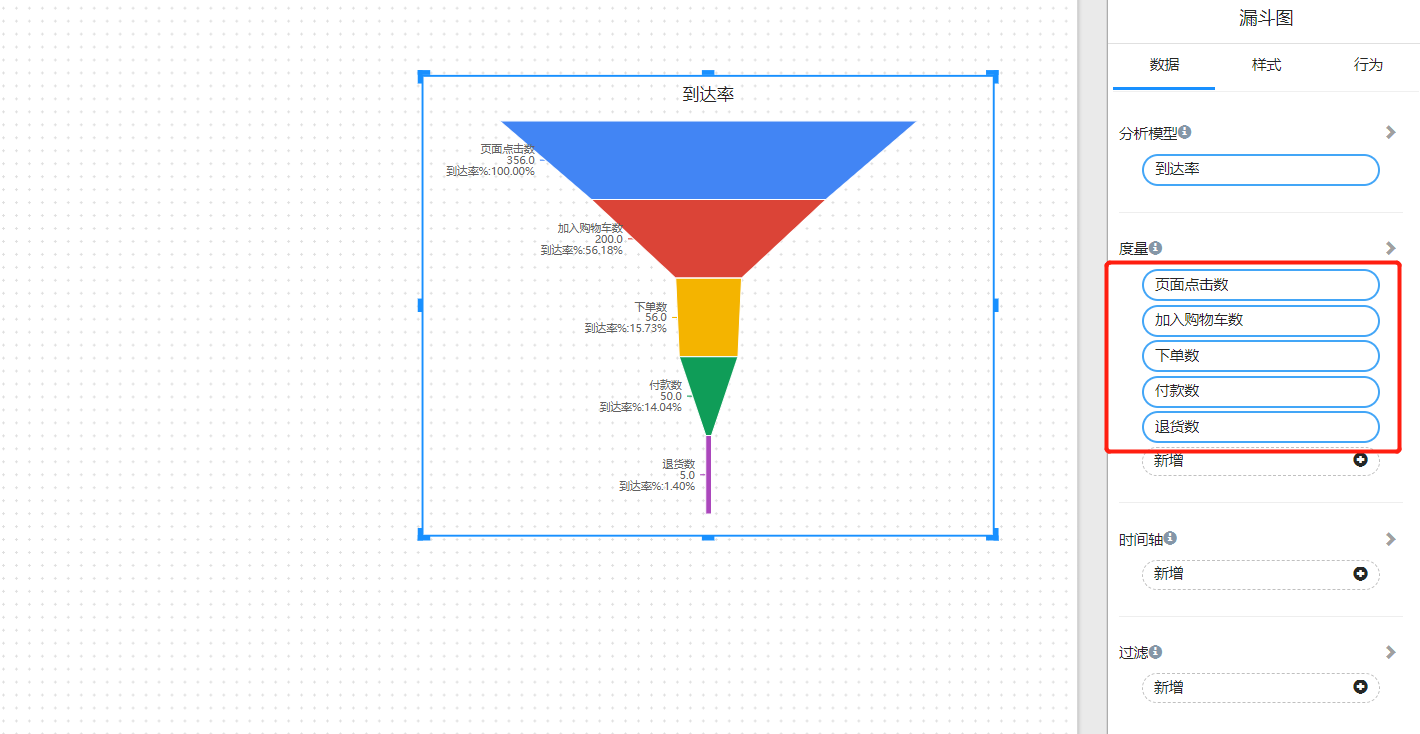 到达率
页面点击数
356.0
到达率%:100.00%
加入购物车数
200.0
到达率%:56.18%
下单数
56.0
到达率%:15.73%
付款数
50.0
到达率%:14.04%
退货数
5.0
到达率%:1.40%
漏斗图
数据 样式 行为
分析模型
到达率
度量
页面点击数
加入购物车数
下单数
付款数
退货数
新增
时间轴
新增
过滤
新增